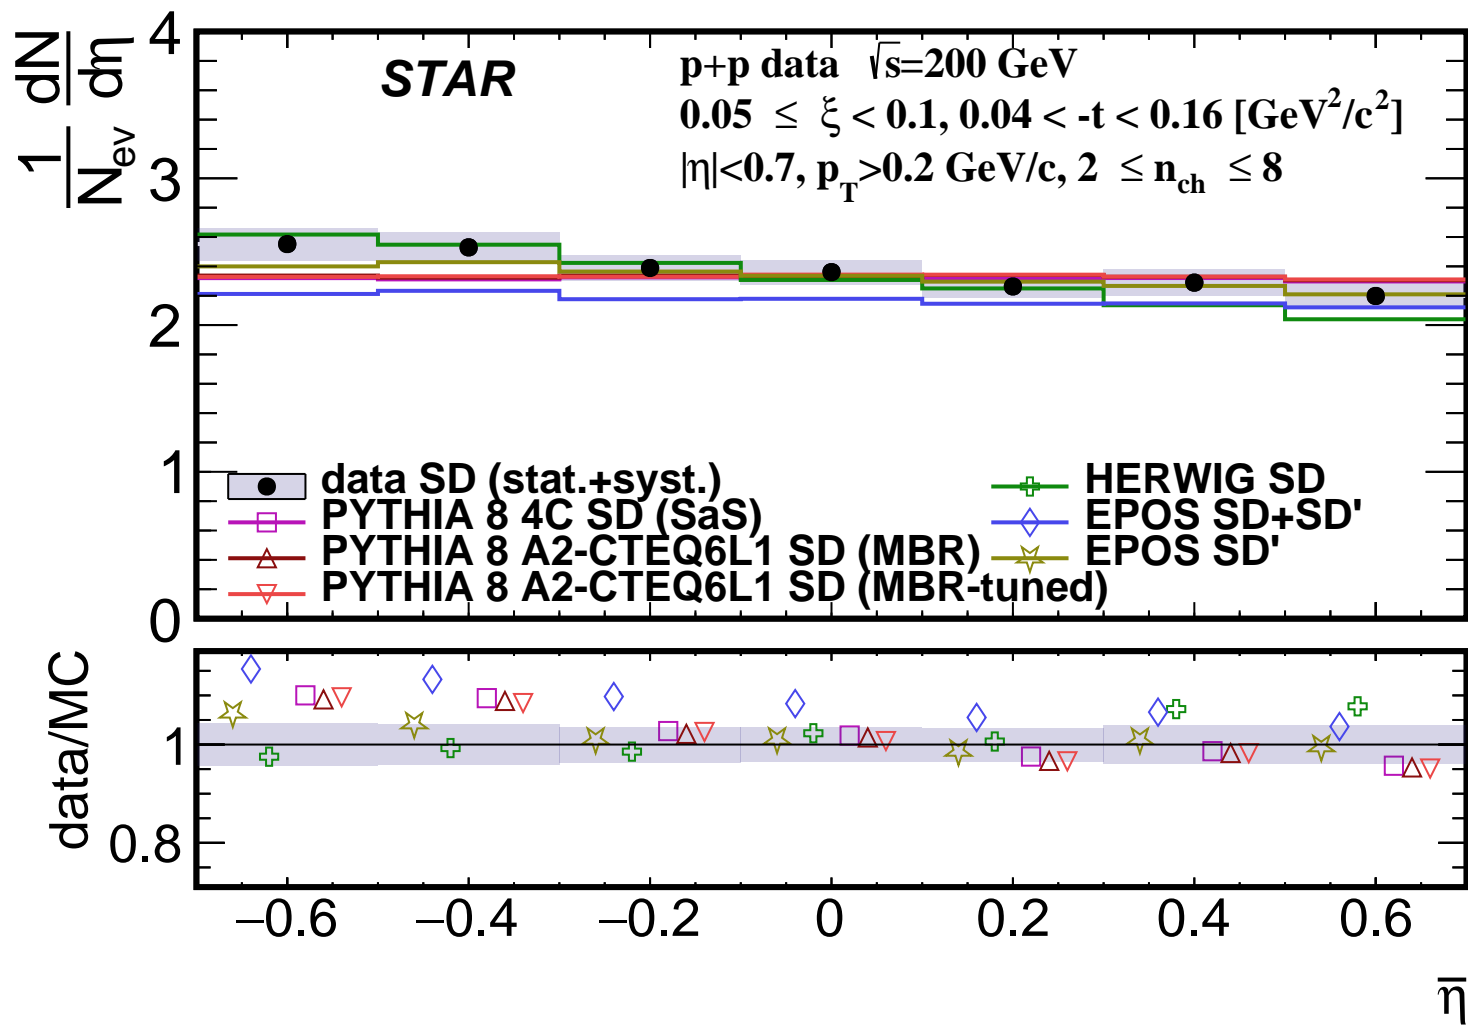 1/N_ev dN/dη
4
3
2
1
0
STAR
p+p data √s=200 GeV
0.05 ≤ ξ < 0.1, 0.04 < -t < 0.16 [GeV²/c²]
|η|<0.7, p_T>0.2 GeV/c, 2 ≤ n_ch ≤ 8
data SD (stat.+syst.)
PYTHIA 8 4C SD (SaS)
PYTHIA 8 A2-CTEQ6L1 SD (MBR)
PYTHIA 8 A2-CTEQ6L1 SD (MBR-tuned)
HERWIG SD
EPOS SD+SD'
EPOS SD'
data/MC
1
0.8
−0.6 −0.4 −0.2 0 0.2 0.4 0.6
η̅